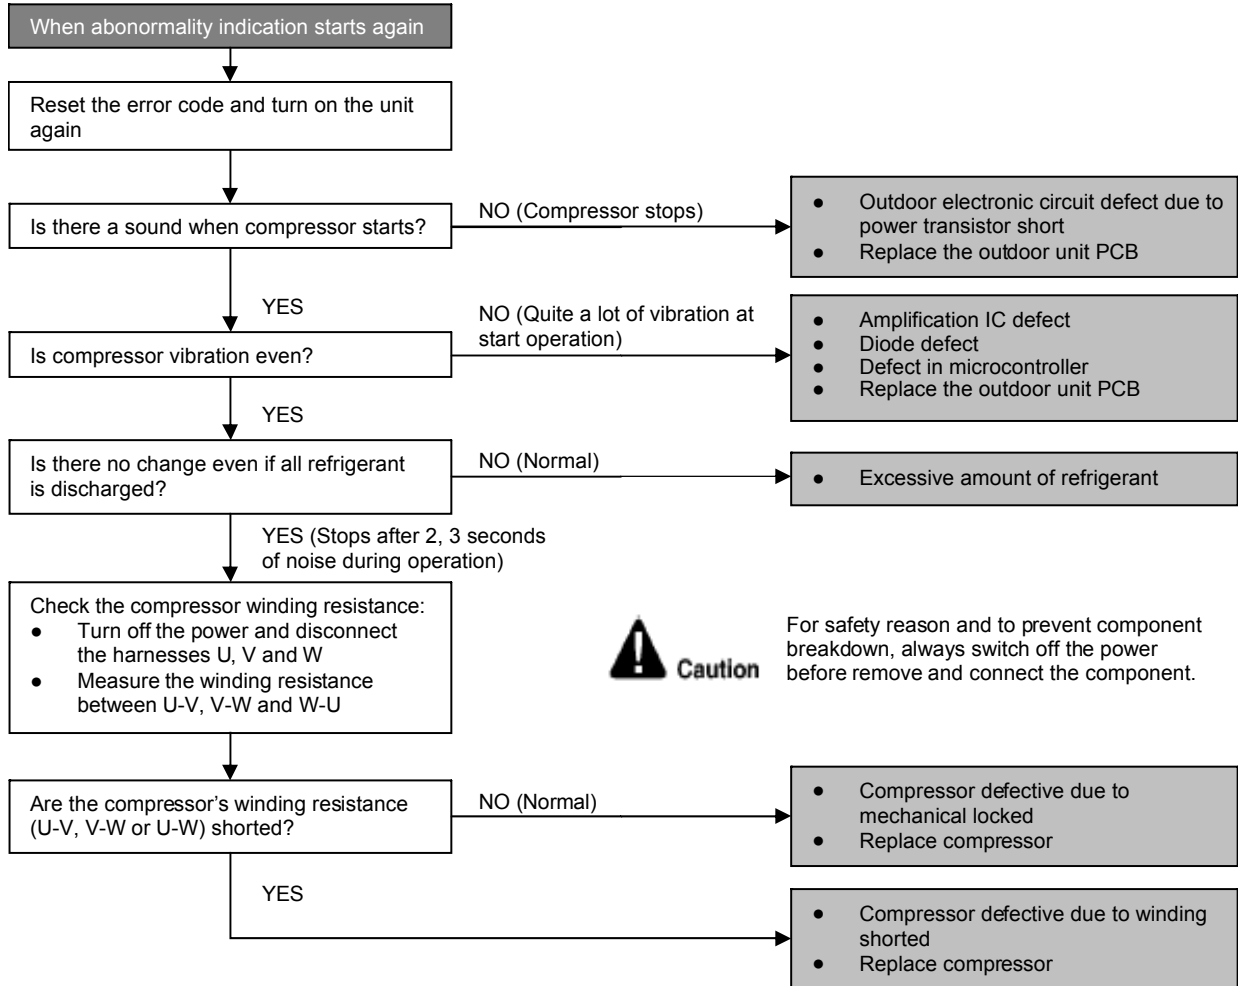 When abonormality indication starts again
Reset the error code and turn on the unit
again
Is there a sound when compressor starts?
NO (Compressor stops)
● Outdoor electronic circuit defect due to
power transistor short
● Replace the outdoor unit PCB
YES
Is compressor vibration even?
NO (Quite a lot of vibration at
start operation)
● Amplification IC defect
● Diode defect
● Defect in microcontroller
● Replace the outdoor unit PCB
YES
Is there no change even if all refrigerant
is discharged?
NO (Normal)
● Excessive amount of refrigerant
YES (Stops after 2, 3 seconds
of noise during operation)
Check the compressor winding resistance:
● Turn off the power and disconnect
the harnesses U, V and W
● Measure the winding resistance
between U-V, V-W and W-U
Caution
For safety reason and to prevent component
breakdown, always switch off the power
before remove and connect the component.
Are the compressor's winding resistance
(U-V, V-W or U-W) shorted?
NO (Normal)
● Compressor defective due to
mechanical locked
● Replace compressor
YES
● Compressor defective due to winding
shorted
● Replace compressor